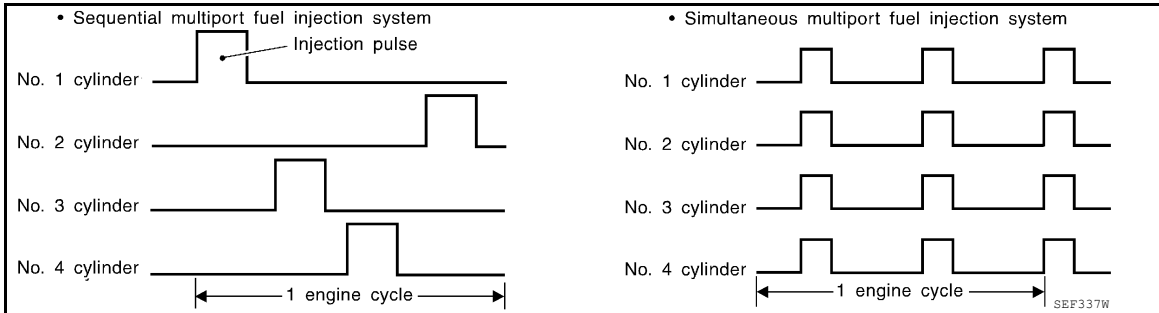 • Sequential multiport fuel injection system
Injection pulse
No. 1 cylinder
No. 2 cylinder
No. 3 cylinder
No. 4 cylinder
1 engine cycle
• Simultaneous multiport fuel injection system
No. 1 cylinder
No. 2 cylinder
No. 3 cylinder
No. 4 cylinder
1 engine cycle
SEF337W